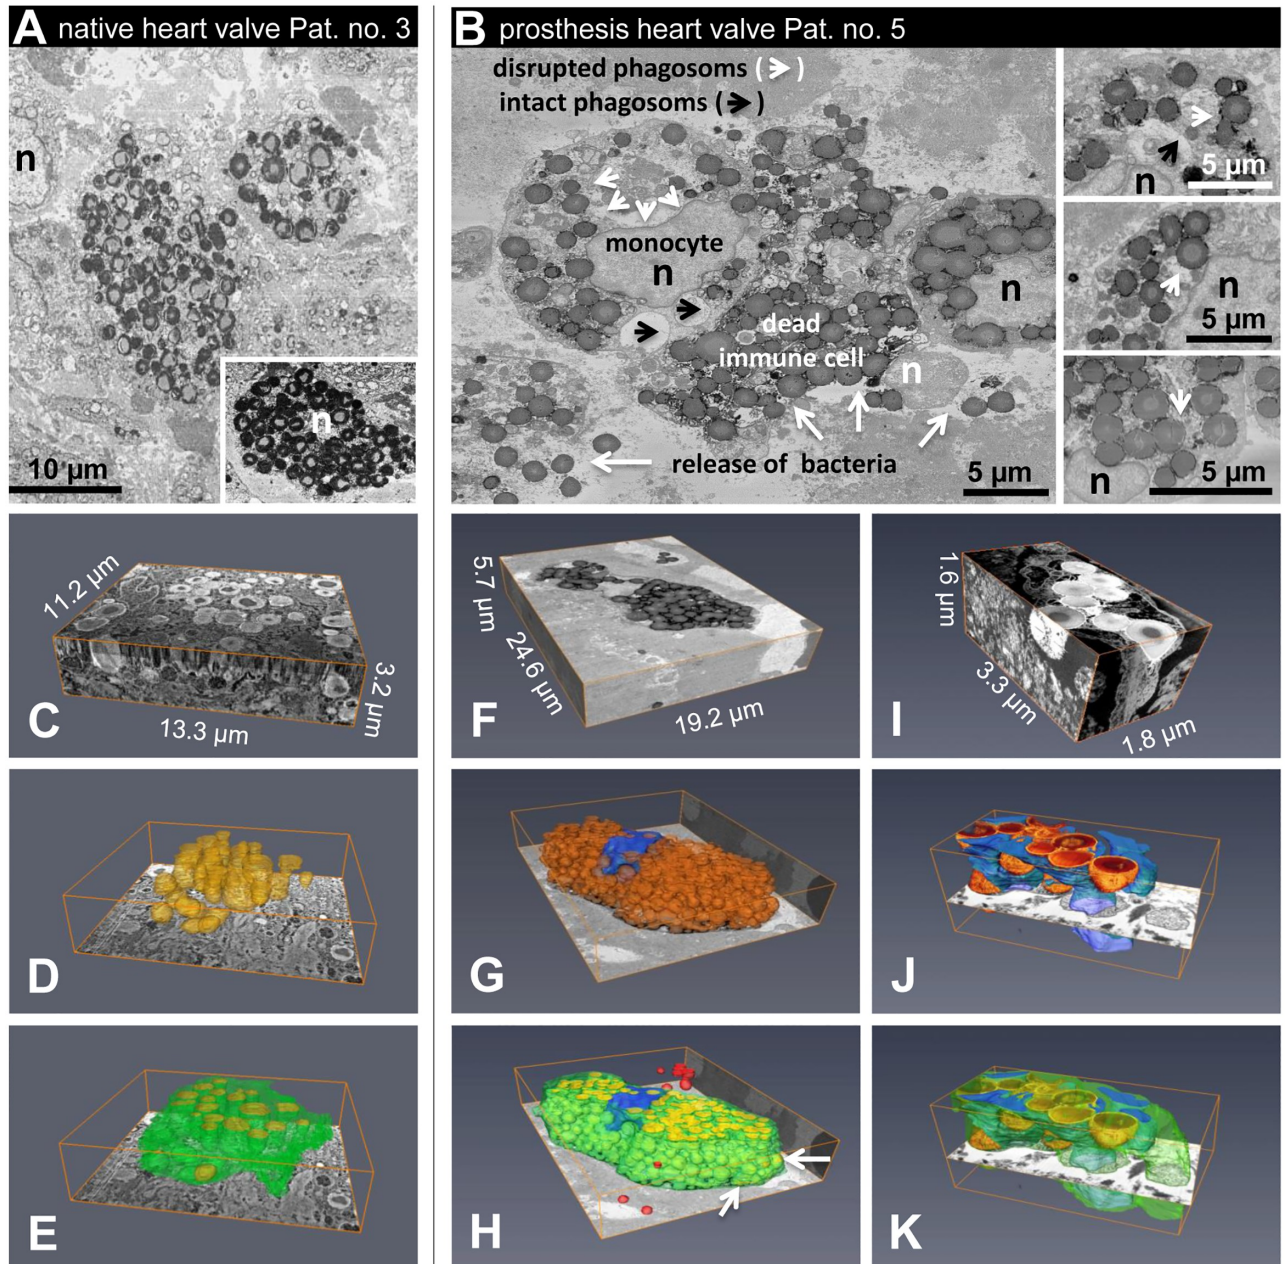 A native heart valve Pat. no. 3
n
n
10 µm
B prosthesis heart valve Pat. no. 5
disrupted phagosoms ( )
intact phagosoms ( )
monocyte
n
n
dead
immune cell
n
release of bacteria
5 µm
5 µm
n
n
5 µm
5 µm
n
11.2 µm
3.2 µm
13.3 µm
C
5.7 µm
24.6 µm
19.2 µm
F
1.6 µm
3.3 µm
1.8 µm
I
D
G
J
E
H
K